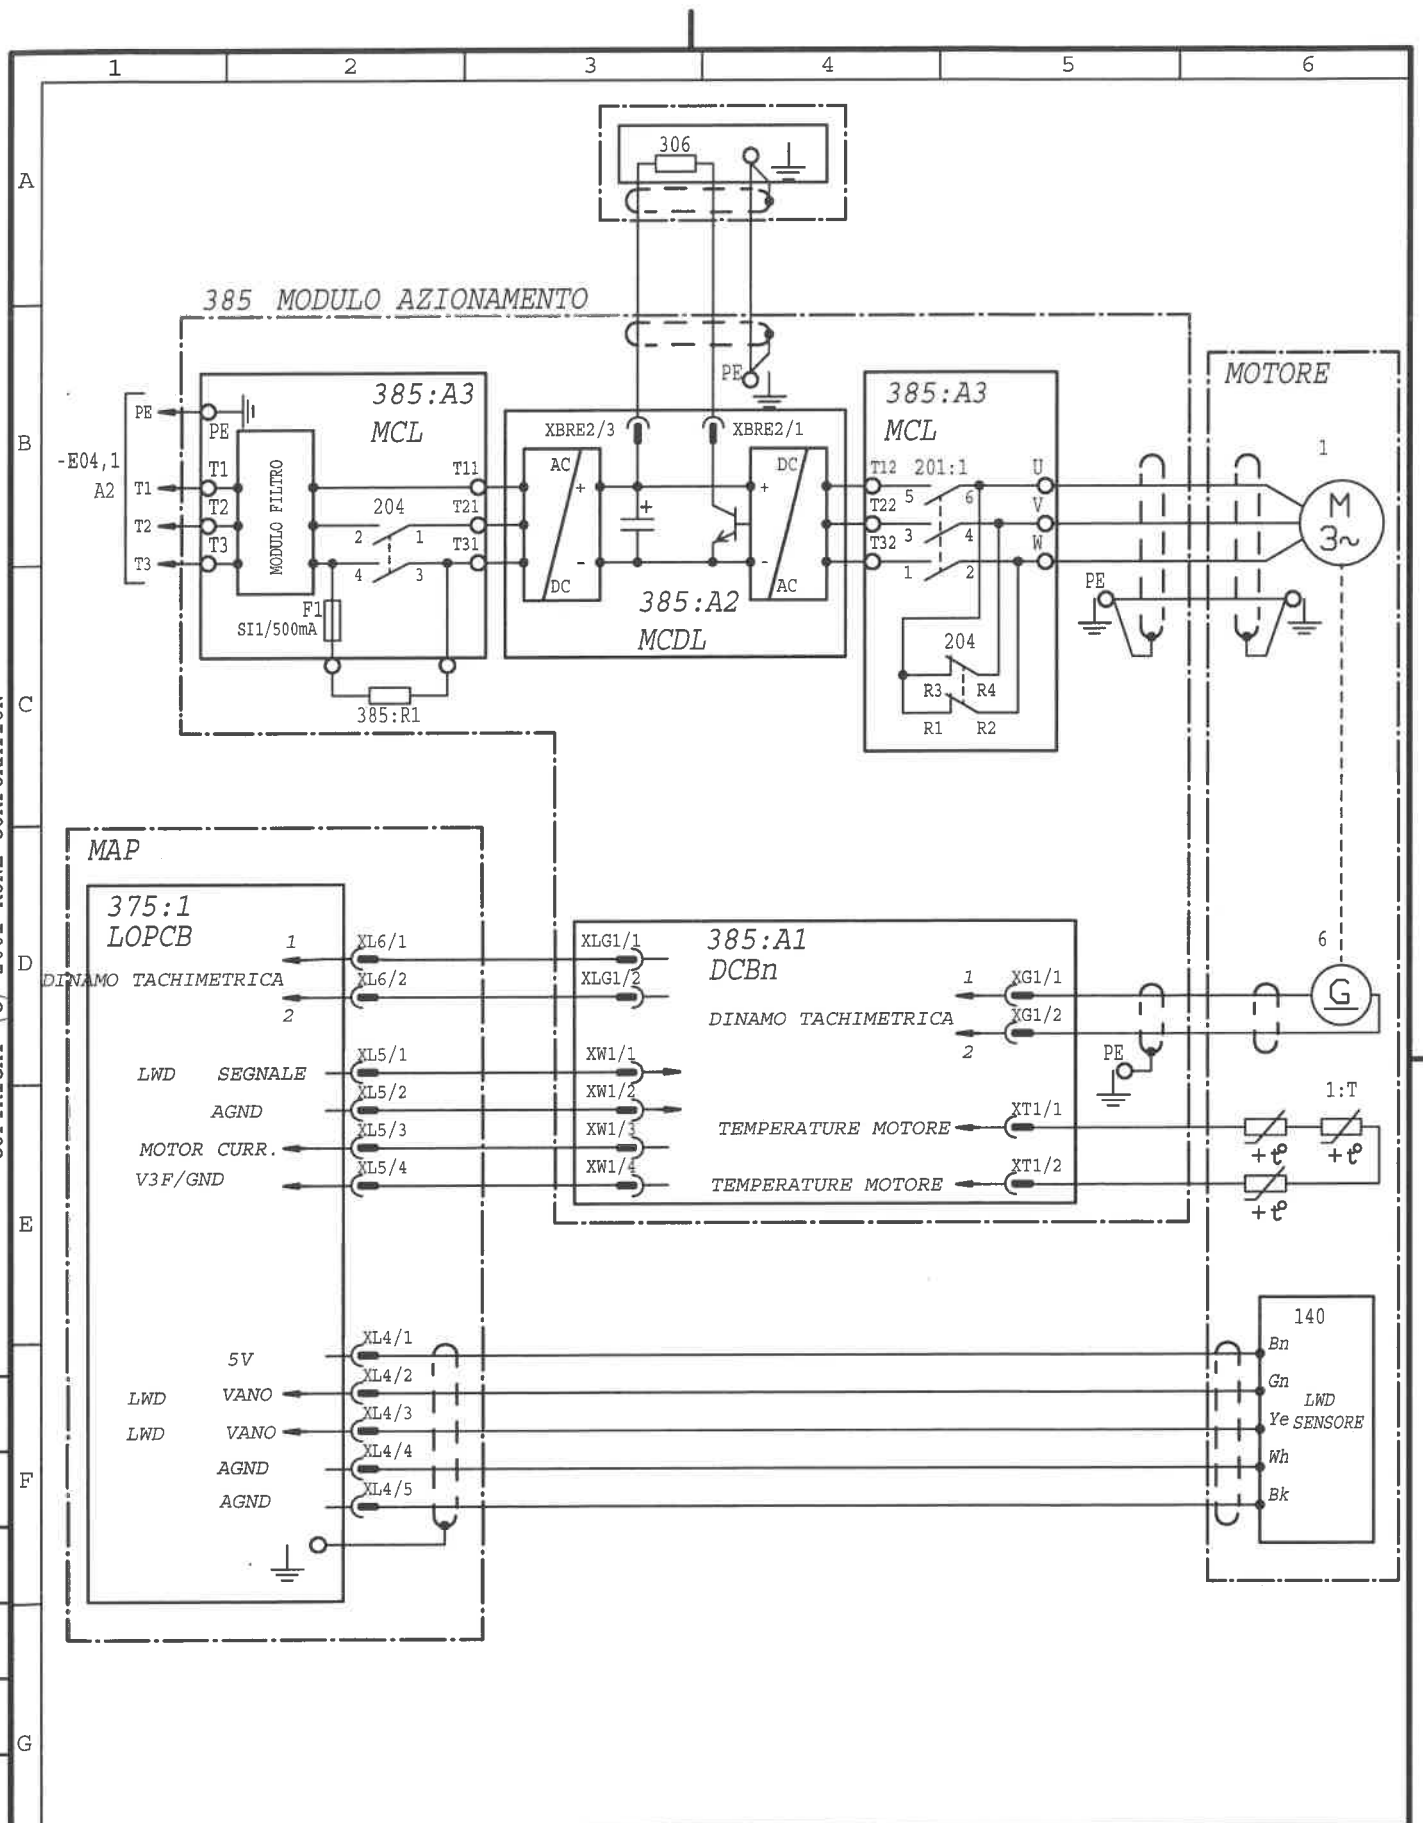 1 2 3 4 5 6
A
306
385 MODULO AZIONAMENTO
PE
MOTORE
385:A3
MCL
385:A3
MCL
B
-E04,1
A2
PE
T1
T2
T3
PE
T1
T2
T3
MODULO FILTRO
204
2 1
4 3
T11
T21
T31
F1
SI1/500mA
385:R1
XBRE2/3
XBRE2/1
AC
DC
+
-
+
DC
AC
+
-
385:A2
MCDL
T12 201:1 U
T22 5 6 V
T32 3 4 W
1 2
204
R3 R4
R1 R2
PE
1
M
3~
C
MAP
375:1
LOPCB
D
1
DINAMO TACHIMETRICA
2
XL6/1
XL6/2
XLG1/1
XLG1/2
385:A1
DCBn
1
DINAMO TACHIMETRICA
2
XG1/1
XG1/2
PE
6
G
LWD SEGNALE
AGND
MOTOR CURR.
V3F/GND
XL5/1
XL5/2
XL5/3
XL5/4
XW1/1
XW1/2
XW1/3
XW1/4
TEMPERATURE MOTORE
TEMPERATURE MOTORE
XT1/1
XT1/2
1:T
+t°
+t°
+t°
E
5V
LWD VANO
LWD VANO
AGND
AGND
XL4/1
XL4/2
XL4/3
XL4/4
XL4/5
140
Bn
Gn
Ye
Wh
Bk
LWD
SENSORE
F
G